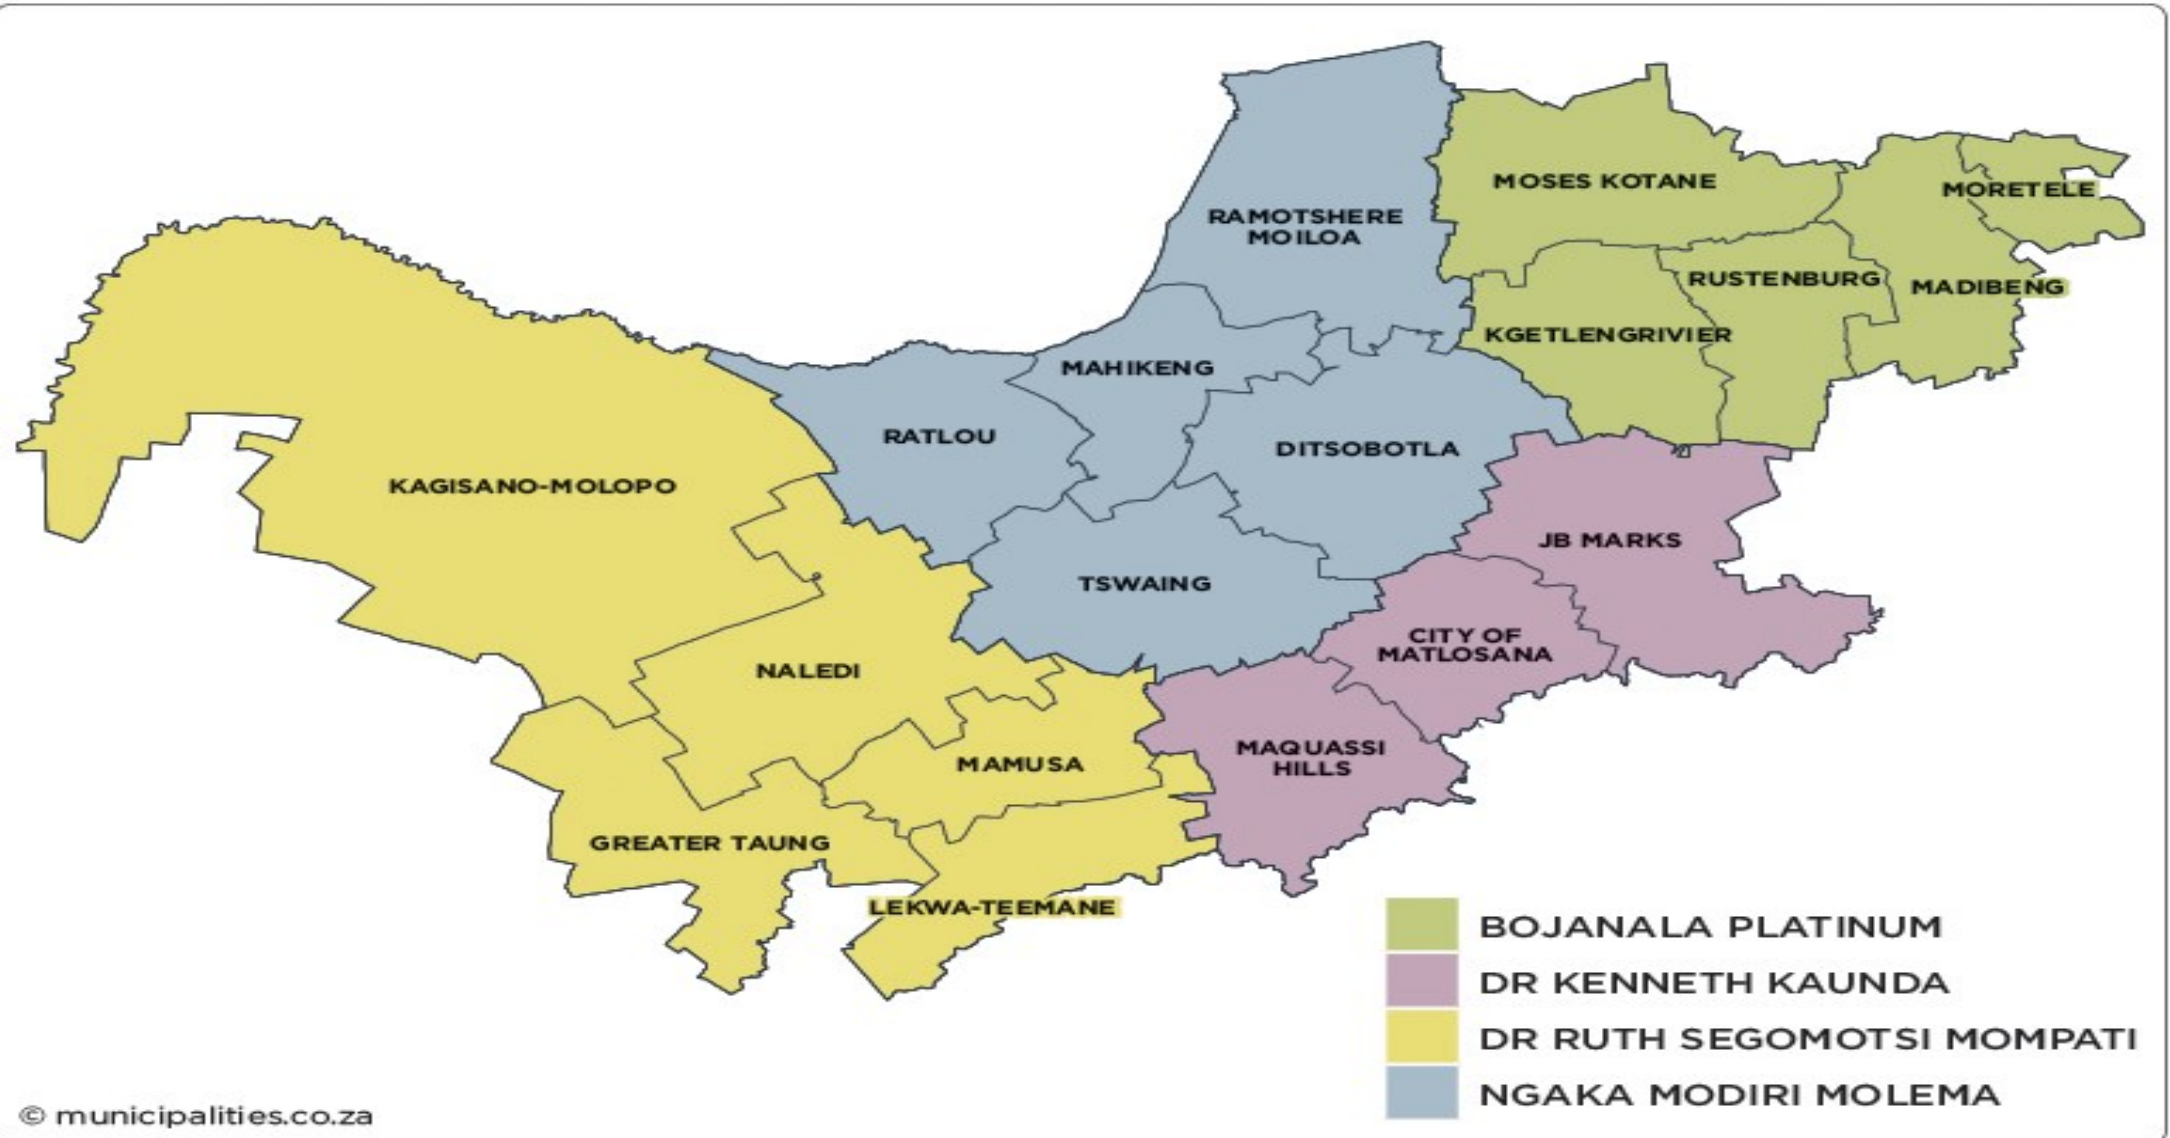 MOSES KOTANE
MORETELE
RAMOTSHERE
MOILOA
RUSTENBURG
MADIBENG
KGETLENGRIVIER
MAHIKENG
RATLOU
DITSOBOTLA
KAGISANO-MOLOPO
JB MARKS
TSWAING
CITY OF
MATLOSANA
NALEDI
MAQUASSI
HILLS
MAMUSA
GREATER TAUNG
LEKWA-TEEMANE
BOJANALA PLATINUM
DR KENNETH KAUNDA
DR RUTH SEGOMOTSI MOMPATI
NGAKA MODIRI MOLEMA
© municipalities.co.za